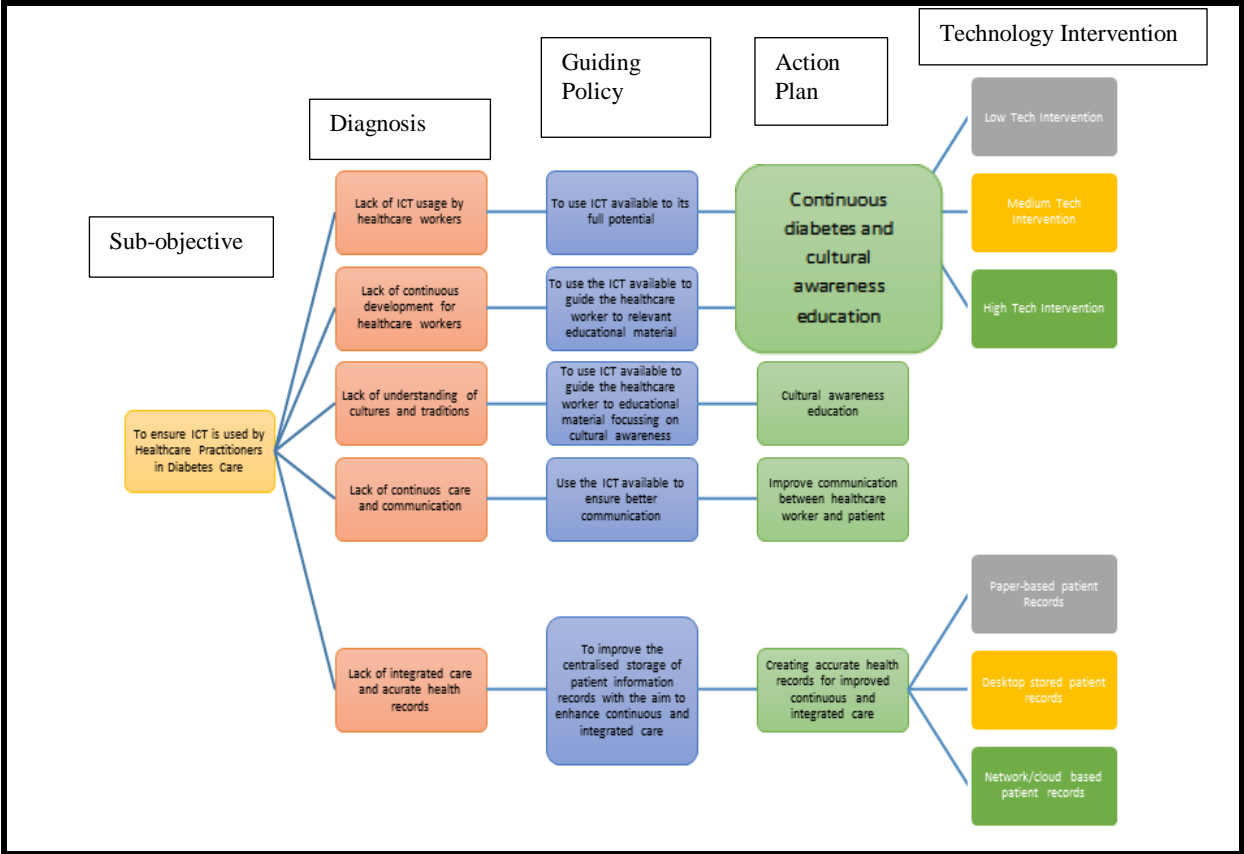 Technology Intervention
Guiding
Policy
Action
Plan
Diagnosis
Sub-objective
Low Tech Intervention
Medium Tech
Intervention
High Tech Intervention
Lack of ICT usage by
healthcare workers
To use ICT available to its
full potential
Continuous
diabetes and
cultural
awareness
education
Lack of continuous
development for
healthcare workers
To use the ICT available to
guide the healthcare
worker to relevant
educational material
Lack of understanding of
cultures and traditions
To use ICT available to
guide the healthcare
worker to educational
material focussing on
cultural awareness
Cultural awareness
education
To ensure ICT is used by
Healthcare Practitioners
in Diabetes Care
Lack of continuos care
and communication
Use the ICT available to
ensure better
communication
Improve communication
between healthcare
worker and patient
Lack of integrated care
and acurate health
records
To improve the
centralised storage of
patient information
records with the aim to
enhance continuous and
integrated care
Creating accurate health
records for improved
continuous and
integrated care
Paper-based patient
Records
Desktop stored patient
records
Network/cloud based
patient records